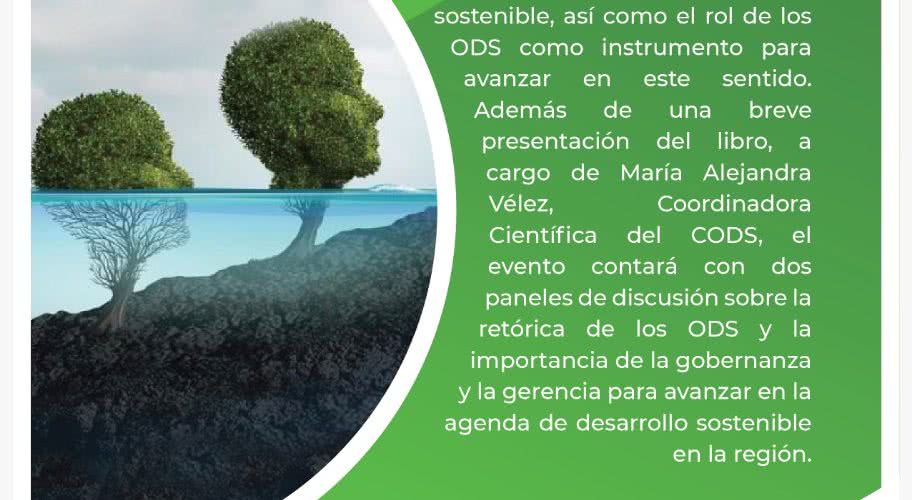 sostenible, así como el rol de los
ODS como instrumento para
avanzar en este sentido.
Además de una breve
presentación del libro, a
cargo de María Alejandra
Vélez, Coordinadora
Científica del CODS, el
evento contará con dos
paneles de discusión sobre la
retórica de los ODS y la
importancia de la gobernanza
y la gerencia para avanzar en la
agenda de desarrollo sostenible
en la región.